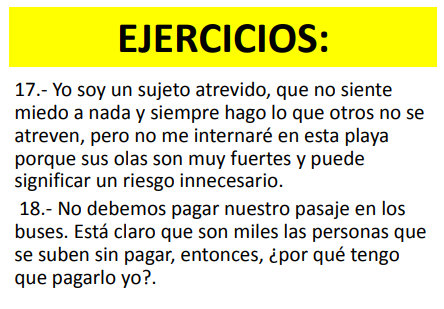 EJERCICIOS:
17.- Yo soy un sujeto atrevido, que no siente
miedo a nada y siempre hago lo que otros no se
atreven, pero no me internaré en esta playa
porque sus olas son muy fuertes y puede
significar un riesgo innecesario.
18.- No debemos pagar nuestro pasaje en los
buses. Está claro que son miles las personas que
se suben sin pagar, entonces, ¿por qué tengo
que pagarlo yo?.